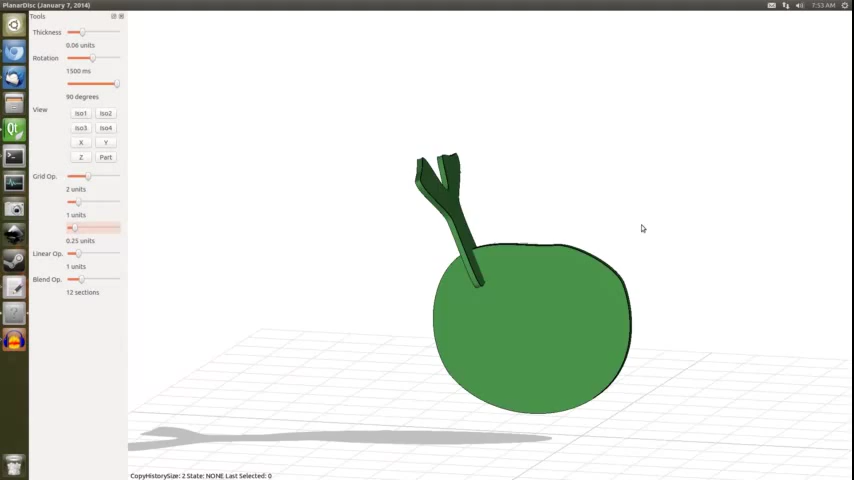 PlanarDisc (January 7, 2014)
7:53 AM
Tools
Thickness
0.06 units
Rotation
1500 ms
90 degrees
View
Iso1 Iso2
Iso3 Iso4
X Y
Z Part
Grid Op.
2 units
1 units
0.25 units
Linear Op.
1 units
Blend Op.
12 sections
Qt
CopyHistorySize: 2 State: NONE Last Selected: 0